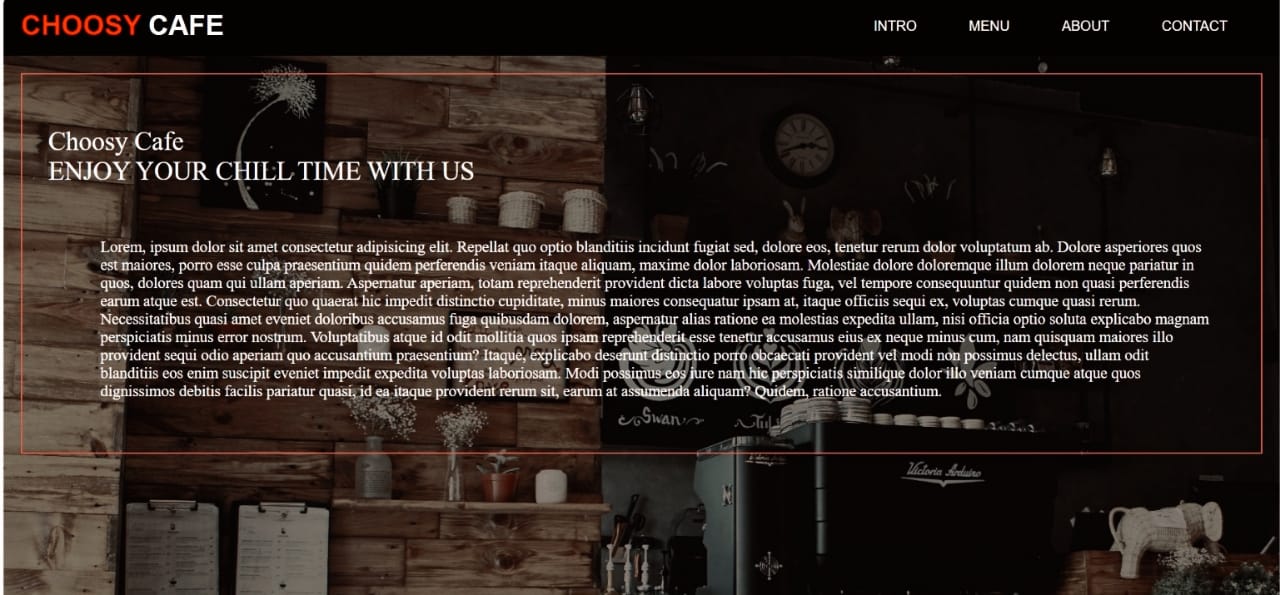 CHOOSY CAFE
INTRO MENU ABOUT CONTACT
Choosy Cafe
ENJOY YOUR CHILL TIME WITH US
Lorem, ipsum dolor sit amet consectetur adipisicing elit. Repellat quo optio blanditiis incidunt fugiat sed, dolore eos, tenetur rerum dolor voluptatum ab. Dolore asperiores quos
est maiores, porro esse culpa praesentium quidem perferendis veniam itaque aliquam, maxime dolor laboriosam. Molestiae dolore doloremque illum dolorem neque pariatur in
quos, dolores quam qui ullam aperiam. Aspernatur aperiam, totam reprehenderit provident dicta labore voluptas fuga, vel tempore consequuntur quidem non quasi perferendis
earum atque est. Consectetur quo quaerat hic impedit distinctio cupiditate, minus maiores consequatur ipsam at, itaque officiis sequi ex, voluptas cumque quasi rerum.
Necessitatibus quasi amet eveniet doloribus accusamus fuga quibusdam dolorem, aspernatur alias ratione ea molestias expedita ullam, nisi officia optio soluta explicabo magnam
perspiciatis minus error nostrum. Voluptatibus atque id odit mollitia quos ipsam reprehenderit esse tenetur accusamus eius ex neque minus cum, nam quisquam maiores illo
provident sequi odio aperiam quo accusantium praesentium? Itaque, explicabo deserunt distinctio porro obcaecati provident vel modi non possimus delectus, ullam odit
blanditiis eos enim suscipit eveniet impedit expedita voluptas laboriosam. Modi possimus eos iure nam hic perspiciatis similique dolor illo veniam cumque atque quos
dignissimos debitis facilis pariatur quasi, id ea itaque provident rerum sit, earum at assumenda aliquam? Quidem, ratione accusantium.
Swan
Victoria Arduino